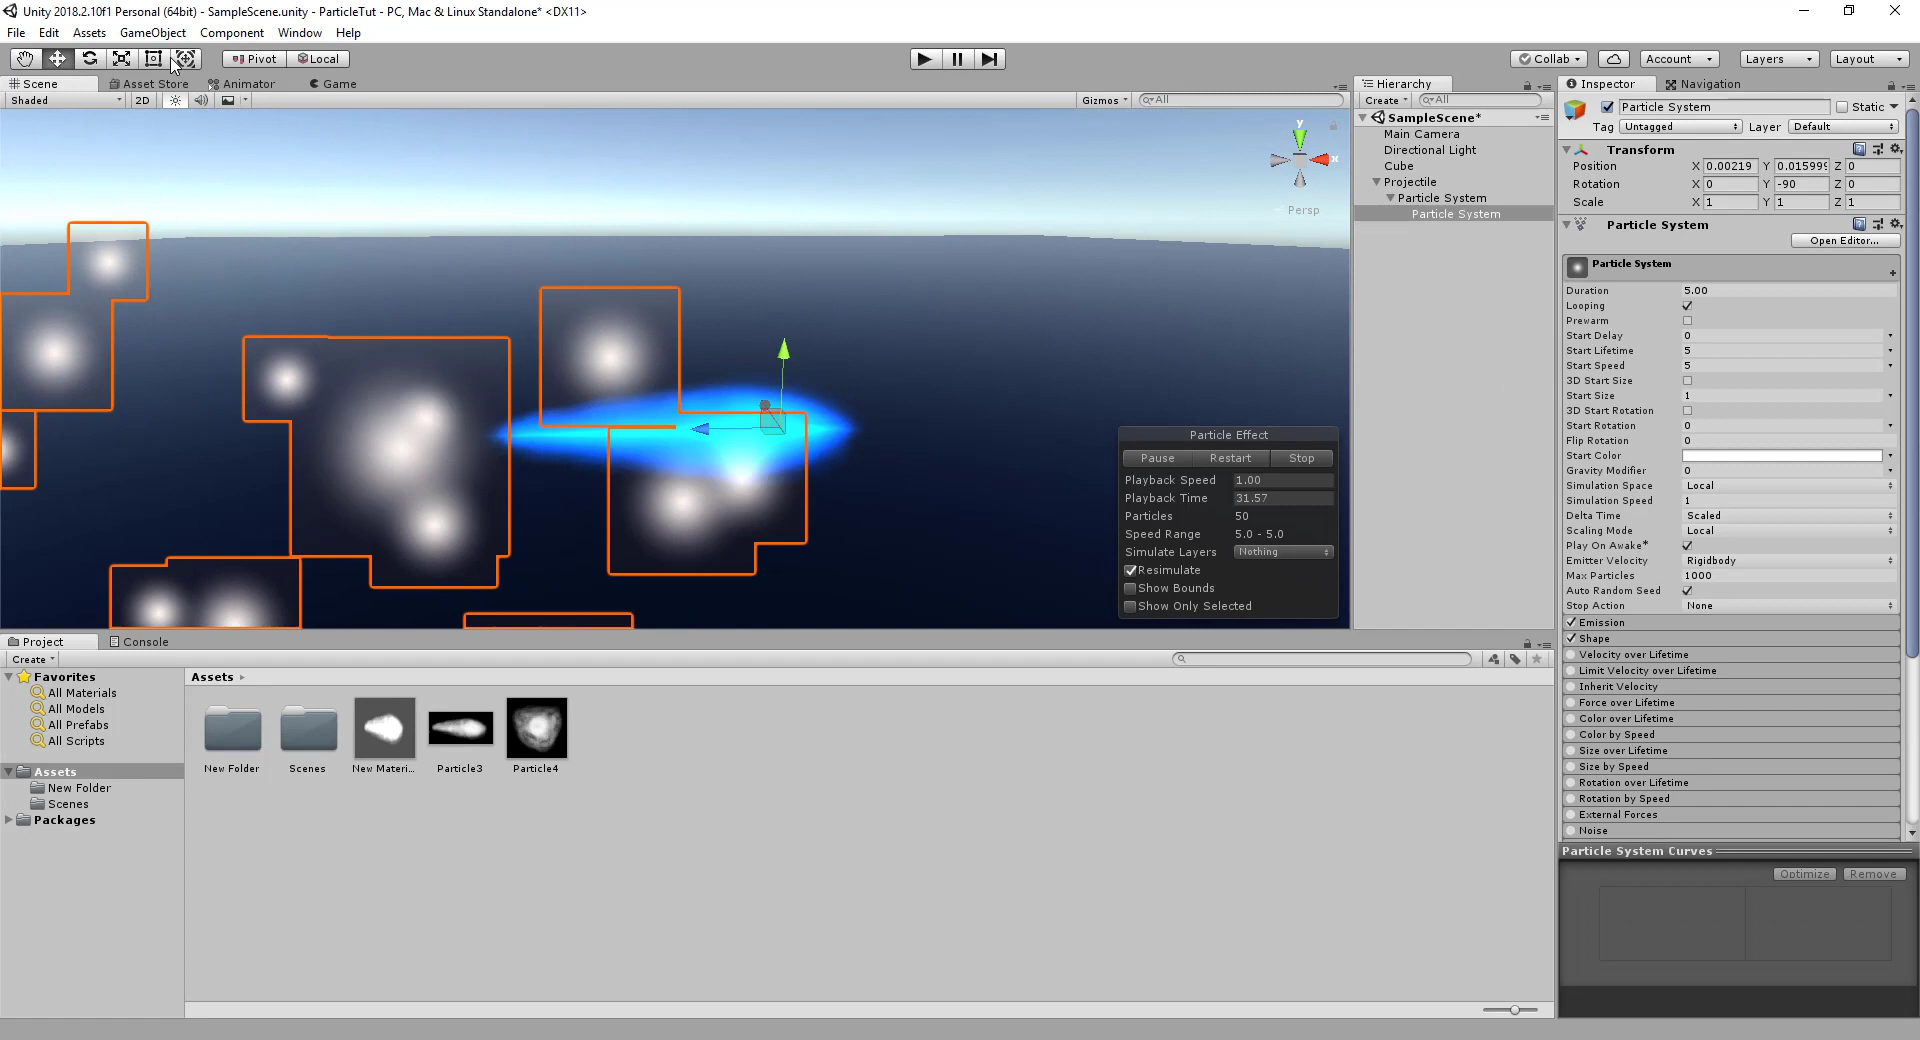 Unity 2018.2.10f1 Personal (64bit) - SampleScene.unity - ParticleTut - PC, Mac & Linux Standalone* <DX11>
File Edit Assets GameObject Component Window Help
Pivot Local Collab Account Layers Layout
Scene Asset Store Animator Game
Shaded 2D Gizmos All
Persp
y
x
Particle Effect
Pause Restart Stop
Playback Speed 1.00
Playback Time 31.57
Particles 50
Speed Range 5.0 - 5.0
Simulate Layers Nothing
Resimulate
Show Bounds
Show Only Selected
Hierarchy
Create All
SampleScene*
Main Camera
Directional Light
Cube
Projectile
Particle System
Particle System
Inspector Navigation
Particle System Static
Tag Untagged Layer Default
Transform
Position X 0.00219 Y 0.015999 Z 0
Rotation X 0 Y -90 Z 0
Scale X 1 Y 1 Z 1
Particle System
Open Editor...
Particle System
Duration 5.00
Looping
Prewarm
Start Delay 0
Start Lifetime 5
Start Speed 5
3D Start Size
Start Size 1
3D Start Rotation
Start Rotation 0
Flip Rotation 0
Start Color
Gravity Modifier 0
Simulation Space Local
Simulation Speed 1
Delta Time Scaled
Scaling Mode Local
Play On Awake*
Emitter Velocity Rigidbody
Max Particles 1000
Auto Random Seed
Stop Action None
Emission
Shape
Velocity over Lifetime
Limit Velocity over Lifetime
Inherit Velocity
Force over Lifetime
Color over Lifetime
Color by Speed
Size over Lifetime
Size by Speed
Rotation over Lifetime
Rotation by Speed
External Forces
Noise
Particle System Curves
Optimize Remove
Project Console
Create
Favorites
All Materials
All Models
All Prefabs
All Scripts
Assets
New Folder
Scenes
Packages
Assets
New Folder Scenes New Materi... Particle3 Particle4